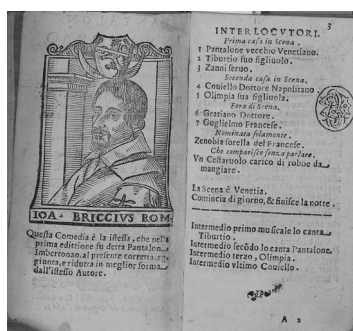 IOA· BRICCIVS ROM·
Questa Comedia è la istessa, che nella
prima edittione fu detta Pantalon
Imbertonao, al presente corretta, ag-
giunta, e ridutta in meglior forma
dall'istesso Autore.
3
INTERLOCVTORI.
Prima casa in Scena.
1 Pantalone vecchio Venetiano.
2 Tiburtio suo figliuolo.
3 Zanni seruo.
Seconda casa in Scena.
4 Couiello Dottore Napolitano
5 Olimpia sua figliuola.
Fora di Scena.
6 Gratiano Dottore.
7 Guglielmo Francese.
Nominata solamente.
Zenobia sorella del Francese.
Che comparisce senza parlare.
Vn Cestaruolo carico di robbe da
mangiare.
La Scena è Venetia.
Comincia di giorno, & finisce la notte.
Intermedio primo musicale lo canta
Tiburtio.
Intermedio secōdo lo canta Pantalone.
Intermedio terzo, Olimpia.
Intermedio vltimo Couiello.
A 2